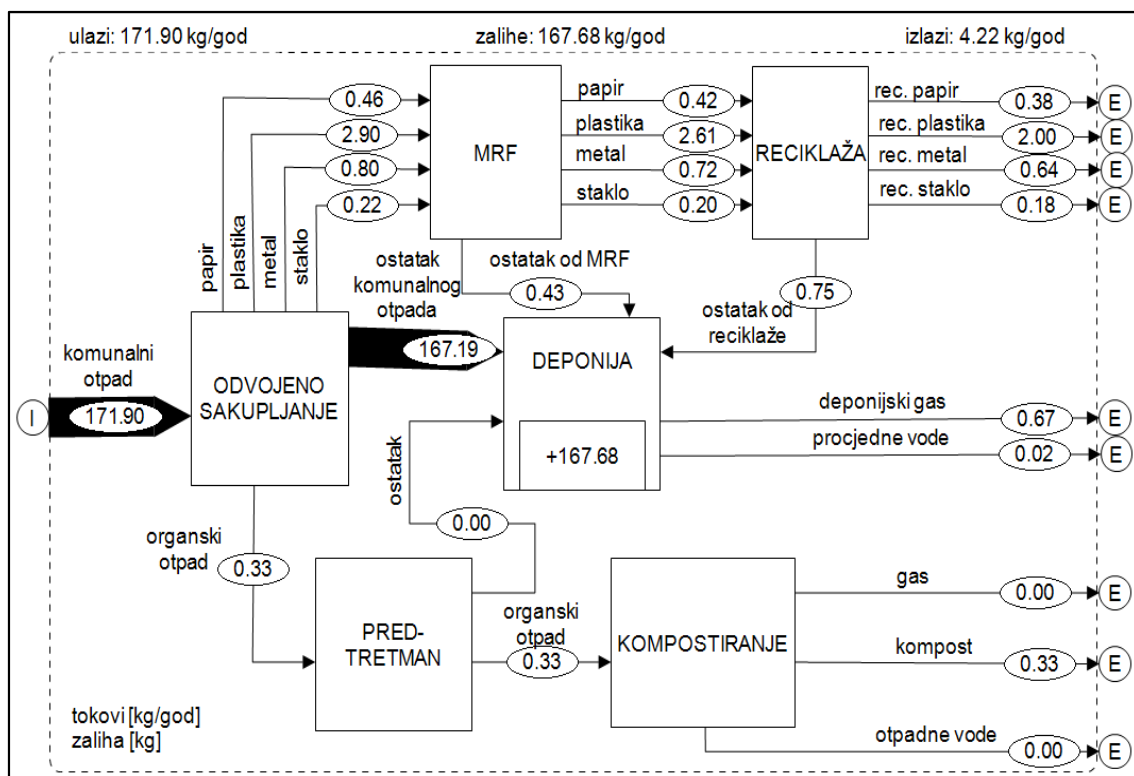 ulazi: 171.90 kg/god
zalihe: 167.68 kg/god
izlazi: 4.22 kg/god
0.46
2.90
0.80
0.22
papir
plastika
metal
staklo
MRF
papir
plastika
metal
staklo
0.42
2.61
0.72
0.20
RECIKLAŽA
rec. papir
rec. plastika
rec. metal
rec. staklo
0.38
2.00
0.64
0.18
E
E
E
E
ostatak
komunalnog
otpada
167.19
ostatak od MRF
0.43
0.75
ostatak od
reciklaže
komunalni
otpad
I
171.90
ODVOJENO
SAKUPLJANJE
DEPONIJA
+167.68
deponijski gas
0.67
E
procjedne vode
0.02
E
ostatak
0.00
organski
otpad
0.33
PRED-
TRETMAN
organski
otpad
0.33
KOMPOSTIRANJE
gas
0.00
E
kompost
0.33
E
otpadne vode
0.00
E
tokovi [kg/god]
zaliha [kg]